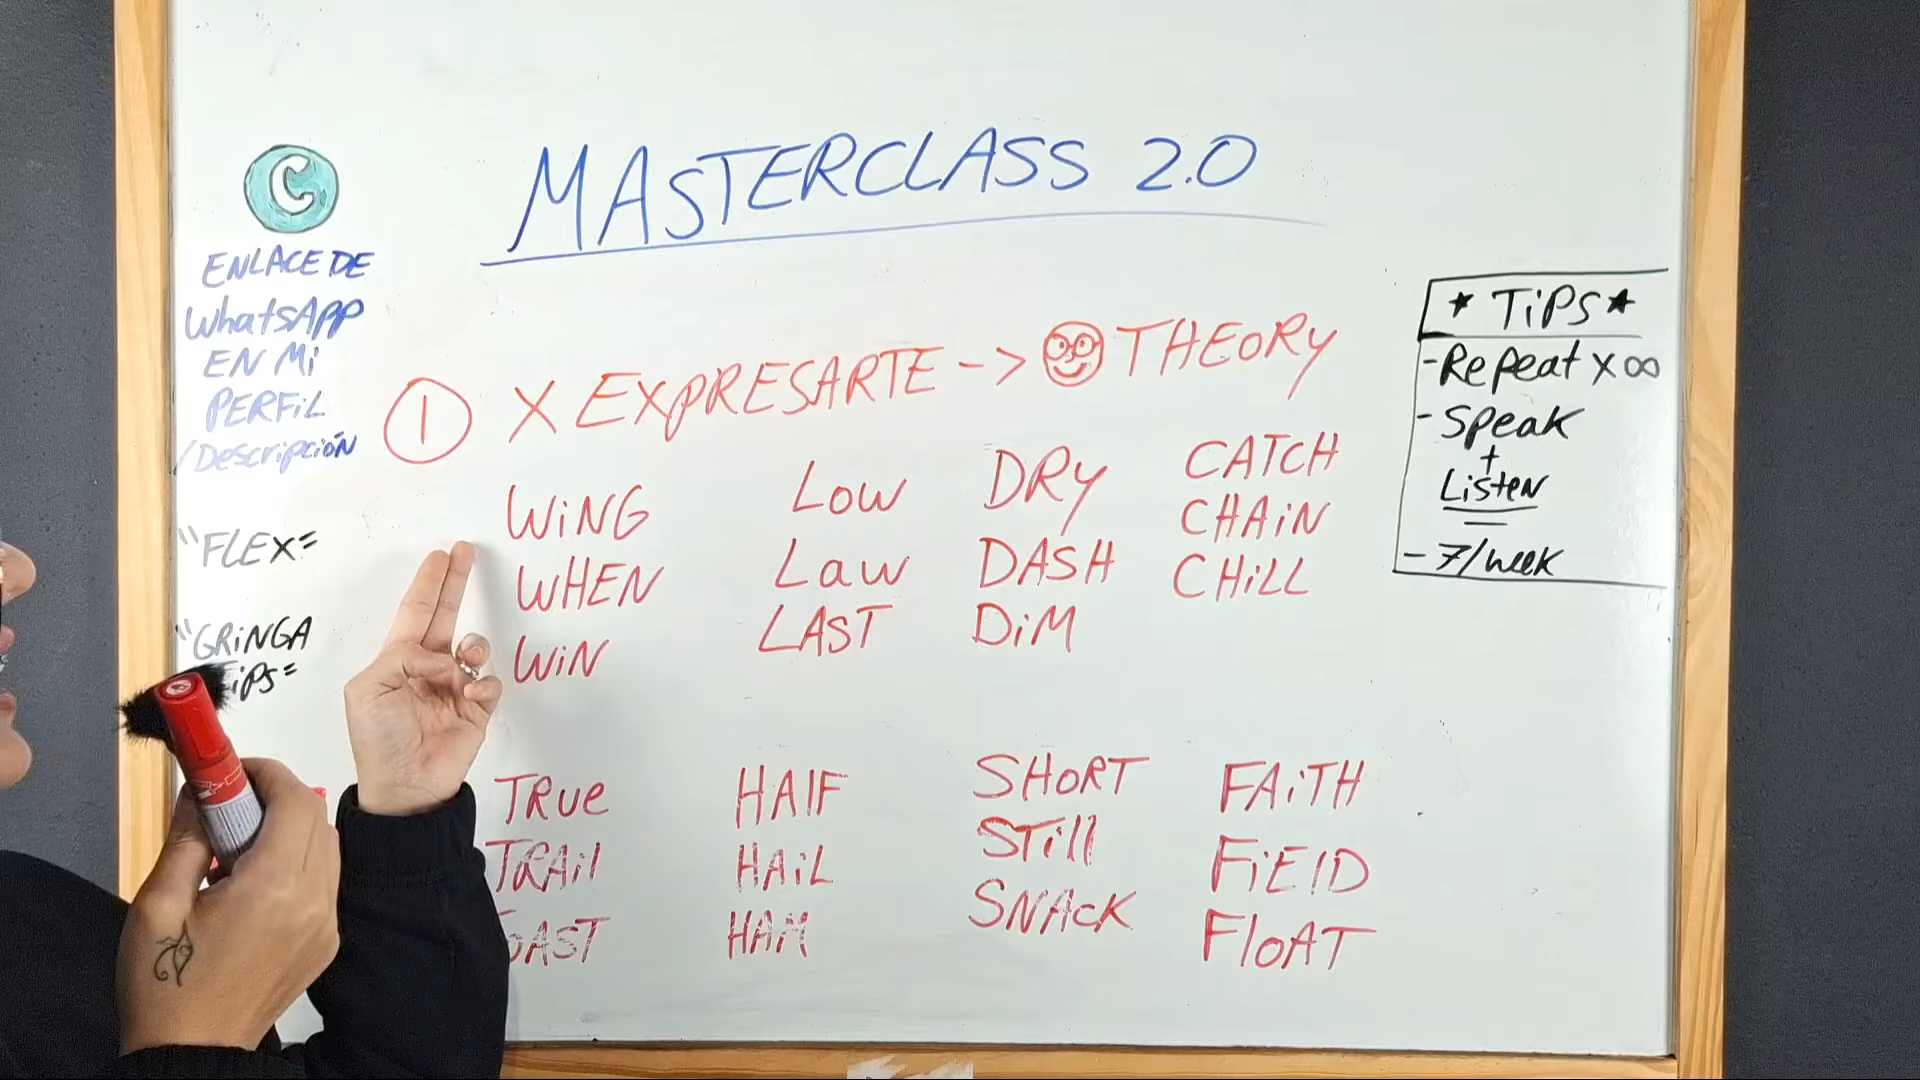 MASTERCLASS 2.0
C
ENLACE DE
WhatsApp
EN Mi
PERFiL
/Descripción
"FLEX=
"GRiNGA
TiPS=
1 X EXPRESARTE -> THEORY
WiNG
WHEN
WiN
Low
Law
LAST
DRY
DASH
DiM
CATCH
CHAiN
CHiLL
TRUe
TRAil
HAlF
HAiL
HAM
SHORT
STill
SNACK
FAiTH
FiElD
FlOAT
* TiPS *
- Repeat x ∞
- Speak
+
Listen
- 7/week